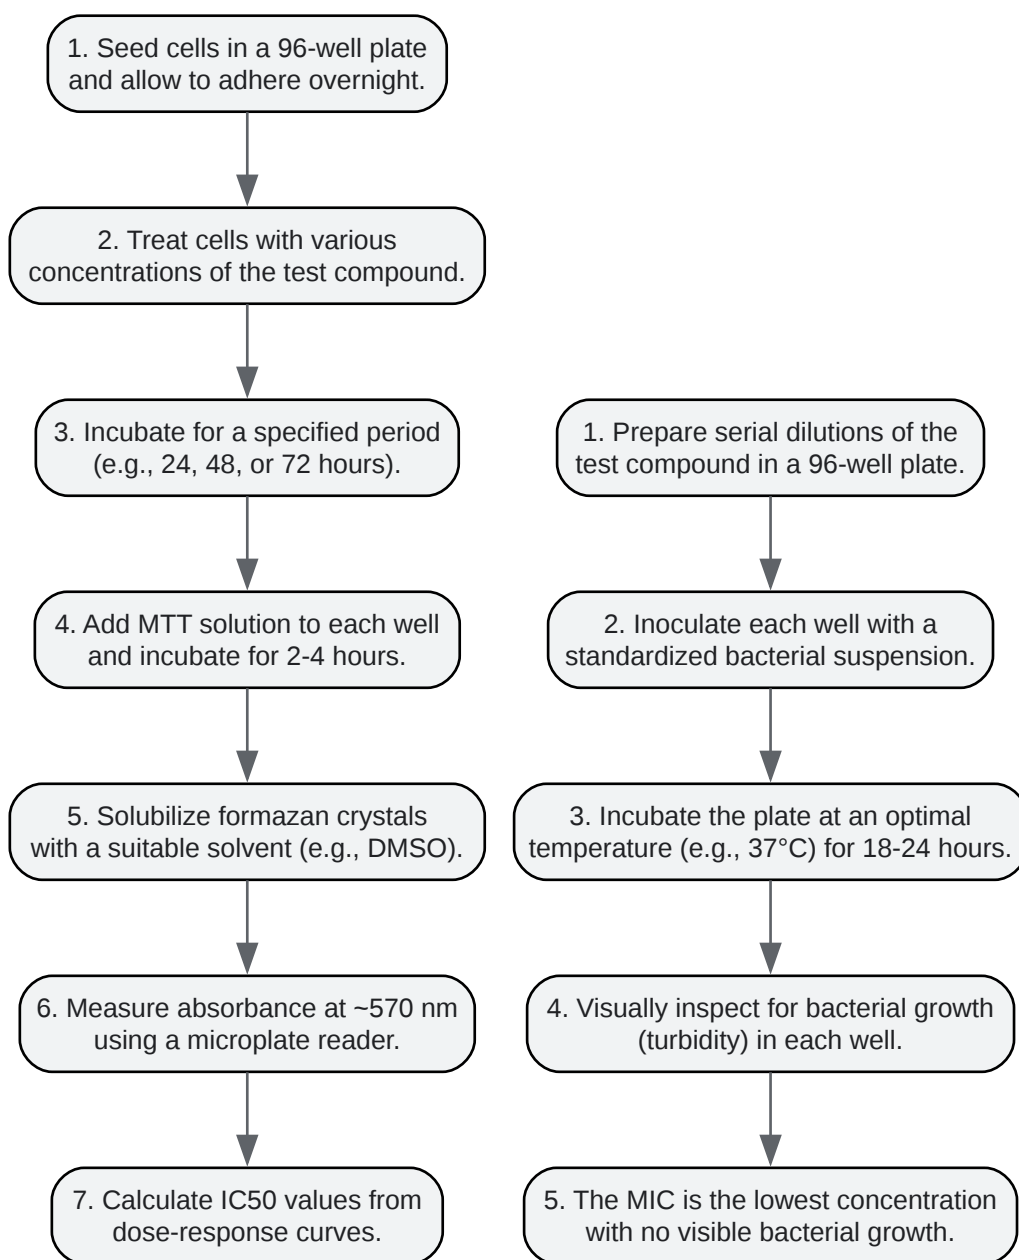 1. Seed cells in a 96-well plate
and allow to adhere overnight.
2. Treat cells with various
concentrations of the test compound.
3. Incubate for a specified period
(e.g., 24, 48, or 72 hours).
4. Add MTT solution to each well
and incubate for 2-4 hours.
5. Solubilize formazan crystals
with a suitable solvent (e.g., DMSO).
6. Measure absorbance at ~570 nm
using a microplate reader.
7. Calculate IC50 values from
dose-response curves.
1. Prepare serial dilutions of the
test compound in a 96-well plate.
2. Inoculate each well with a
standardized bacterial suspension.
3. Incubate the plate at an optimal
temperature (e.g., 37°C) for 18-24 hours.
4. Visually inspect for bacterial growth
(turbidity) in each well.
5. The MIC is the lowest concentration
with no visible bacterial growth.